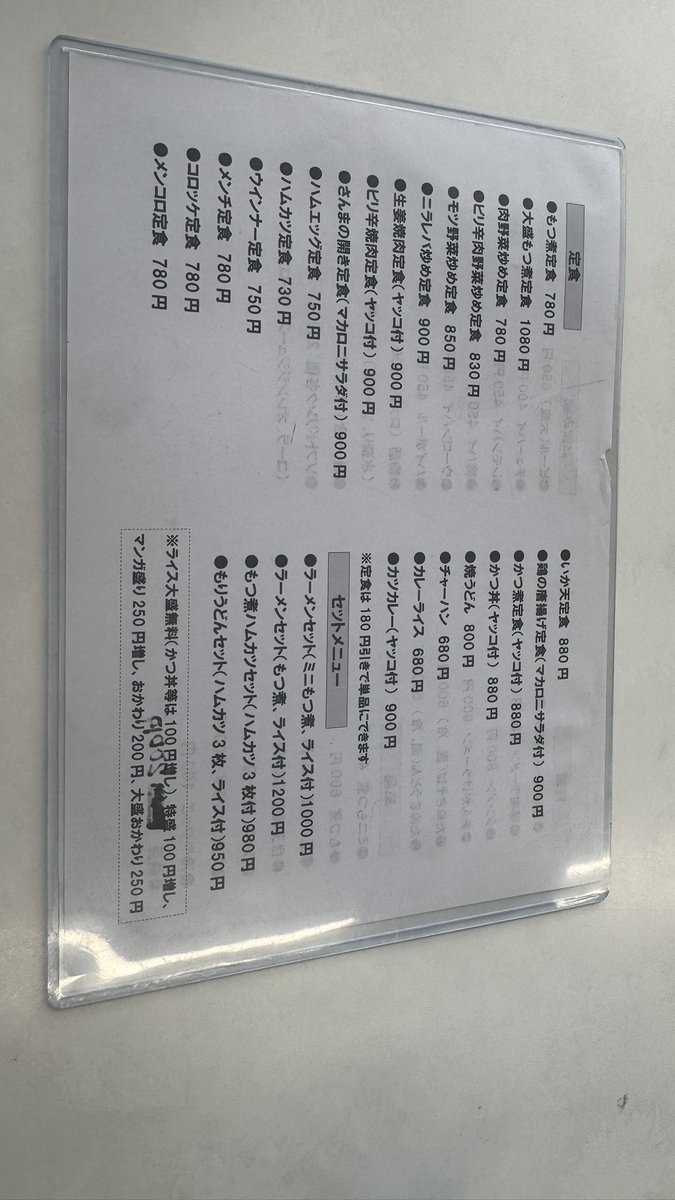 定食
●もつ煮定食 780円
●大盛もつ煮定食 1080円
●肉野菜炒め定食 780円
●ピリ辛肉野菜炒め定食 830円
●モツ野菜炒め定食 850円
●ニラレバ炒め定食 900円
●生姜焼肉定食(ヤッコ付) 900円
●ピリ辛焼肉定食(ヤッコ付) 900円
●さんまの開き定食(マカロニサラダ付) 900円
●ハムエッグ定食 750円
●ハムカツ定食 730円
●ウインナー定食 750円
●メンチ定食 780円
●コロッケ定食 780円
●メンコロ定食 780円
●いか天定食 880円
●鶏の唐揚げ定食(マカロニサラダ付) 900円
●かつ煮定食(ヤッコ付) 880円
●かつ丼(ヤッコ付) 880円
●焼うどん 800円
●チャーハン 680円
●カレーライス 680円
●カツカレー(ヤッコ付) 900円
※定食は180円引きで単品にできます
セットメニュー
●ラーメンセット(ミニもつ煮、ライス付)1000円
●ラーメンセット(もつ煮、ライス付)1200円
●もつ煮ハムカツセット(ハムカツ3枚付)980円
●もりうどんセット(ハムカツ3枚、ライス付)950円
※ライス大盛無料(かつ丼等は100円増し)、特盛100円増し、
マンガ盛り250円増し、おかわり200円、大盛おかわり250円